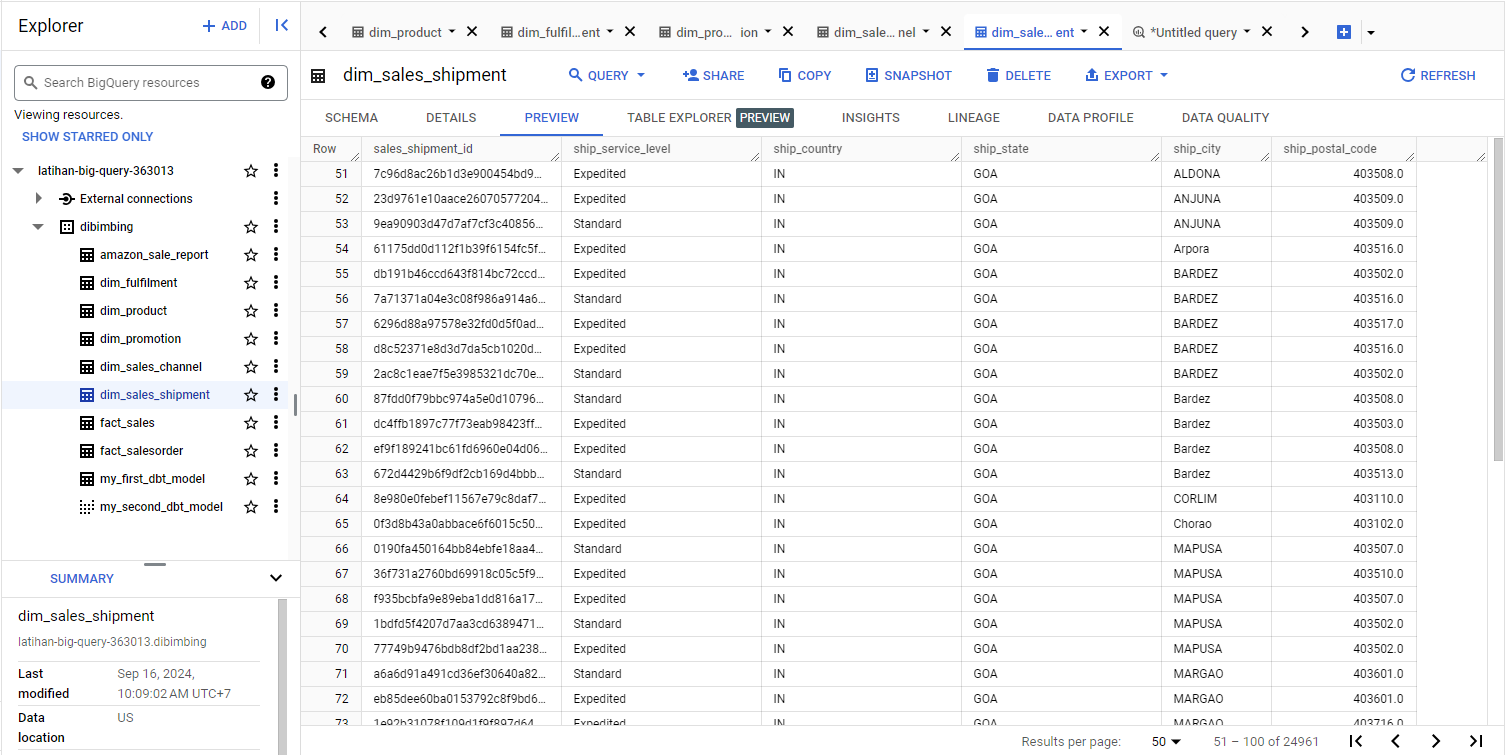 Explorer
+ ADD
Search BigQuery resources
Viewing resources.
SHOW STARRED ONLY
latihan-big-query-363013
External connections
dibimbing
amazon_sale_report
dim_fulfilment
dim_product
dim_promotion
dim_sales_channel
dim_sales_shipment
fact_sales
fact_salesorder
my_first_dbt_model
my_second_dbt_model
SUMMARY
dim_sales_shipment
latihan-big-query-363013.dibimbing
Last modified Sep 16, 2024, 10:09:02 AM UTC+7
Data location US
dim_product dim_fulfil...ent dim_pro... ion dim_sale... nel dim_sale... ent *Untitled query
dim_sales_shipment QUERY SHARE COPY SNAPSHOT DELETE EXPORT REFRESH
SCHEMA DETAILS PREVIEW TABLE EXPLORER PREVIEW INSIGHTS LINEAGE DATA PROFILE DATA QUALITY
Row sales_shipment_id ship_service_level ship_country ship_state ship_city ship_postal_code
51 7c96d8ac26b1d3e900454bd9... Expedited IN GOA ALDONA 403508.0
52 23d9761e10aace26070577204... Expedited IN GOA ANJUNA 403509.0
53 9ea90903d47d7af7cf3c40856... Standard IN GOA ANJUNA 403509.0
54 61175dd0d112f1b39f6154fc5f... Expedited IN GOA Arpora 403516.0
55 db191b46ccd643f814bc72ccd... Expedited IN GOA BARDEZ 403502.0
56 7a71371a04e3c08f986a914a6... Standard IN GOA BARDEZ 403516.0
57 6296d88a97578e32fd0d5f0ad... Expedited IN GOA BARDEZ 403517.0
58 d8c52371e8d3d7da5cb1020d... Expedited IN GOA BARDEZ 403516.0
59 2ac8c1eae7f5e3985321dc70e... Standard IN GOA BARDEZ 403502.0
60 87fdd0f79bbc974a5e0d10796... Standard IN GOA Bardez 403508.0
61 dc4ffb1897c77f73eab98423ff... Expedited IN GOA Bardez 403503.0
62 ef9f189241bc61fd6960e04d06... Expedited IN GOA Bardez 403508.0
63 672d4429b6f9df2cb169d4bbb... Standard IN GOA Bardez 403513.0
64 8e980e0febef11567e79c8daf7... Expedited IN GOA CORLIM 403110.0
65 0f3d8b43a0abbace6f6015c50... Expedited IN GOA Chorao 403102.0
66 0190fa450164bb84ebfe18aa4... Standard IN GOA MAPUSA 403507.0
67 36f731a2760bd69918c05c5f9... Expedited IN GOA MAPUSA 403510.0
68 f935bcbfa9e89eba1dd816a17... Expedited IN GOA MAPUSA 403507.0
69 1bdfd5f4207d7aa3cd6389471... Standard IN GOA MAPUSA 403502.0
70 77749b9476bdb8df2bd1aa238... Expedited IN GOA MAPUSA 403502.0
71 a6a6d91a491cd36ef30640a82... Standard IN GOA MARGAO 403601.0
72 eb85dee60ba0153792c8f9bd6... Expedited IN GOA MARGAO 403601.0
73 1e92b31078f109d1f9f897d64... Expedited IN GOA MARGAO 403716.0
Results per page: 50 51 – 100 of 24961